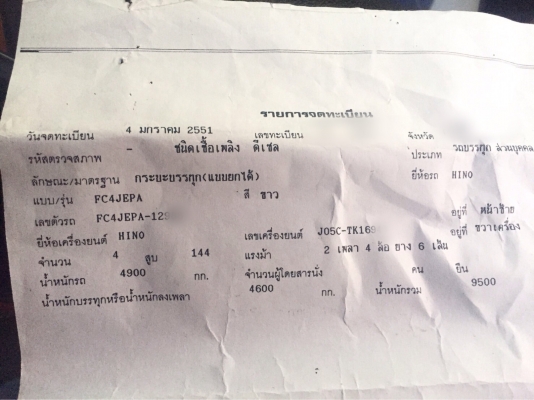 รายการจดทะเบียน
วันจดทะเบียน 4 มกราคม 2551 เลขทะเบียน จังหวัด
รหัสตรวจสภาพ - ชนิดเชื้อเพลิง ดีเซล ประเภท รถบรรทุก ส่วนบุคคล
ลักษณะ/มาตรฐาน กระบะบรรทุก(แบบยกได้) ยี่ห้อรถ HINO
แบบ/รุ่น FC4JEPA สี ขาว
เลขตัวรถ FC4JEPA-12 อยู่ที่ หน้าซ้าย
ยี่ห้อเครื่องยนต์ HINO เลขเครื่องยนต์ J05C-TK16 อยู่ที่ ขวาเครื่อง
จำนวน 4 สูบ 144 แรงม้า 2 เพลา 4 ล้อ ยาง 6 เส้น
น้ำหนักรถ 4900 กก. จำนวนผู้โดยสารนั่ง คน ยืน
น้ำหนักบรรทุกหรือน้ำหนักลงเพลา 4600 กก. น้ำหนักรวม 9500